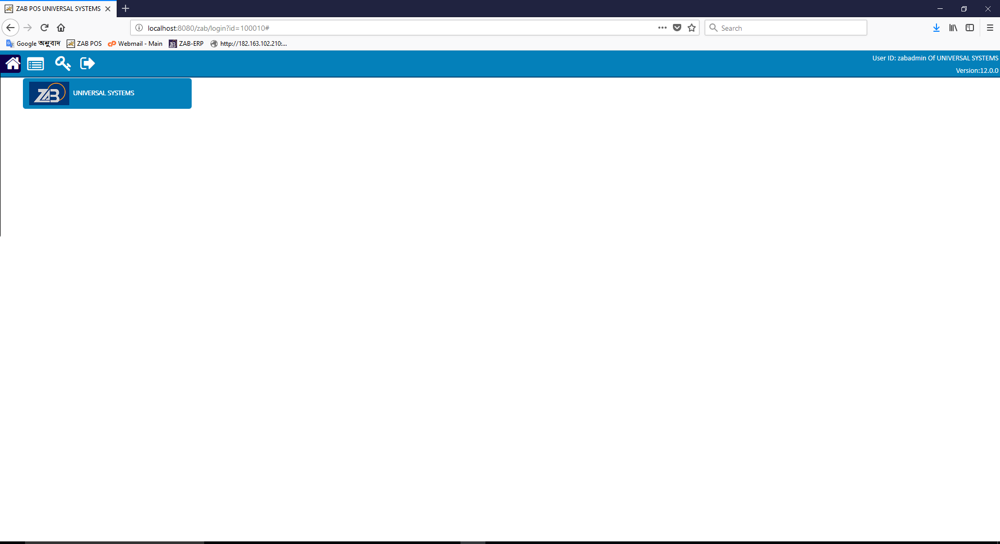 ZAB POS UNIVERSAL SYSTEMS
localhost:8080/zab/login?id=100010#
Search
Google অনুবাদ ZAB POS Webmail - Main ZAB-ERP http://182.163.102.210:...
User ID: zabadmin Of UNIVERSAL SYSTEMS
Version:12.0.0
ZAB UNIVERSAL SYSTEMS